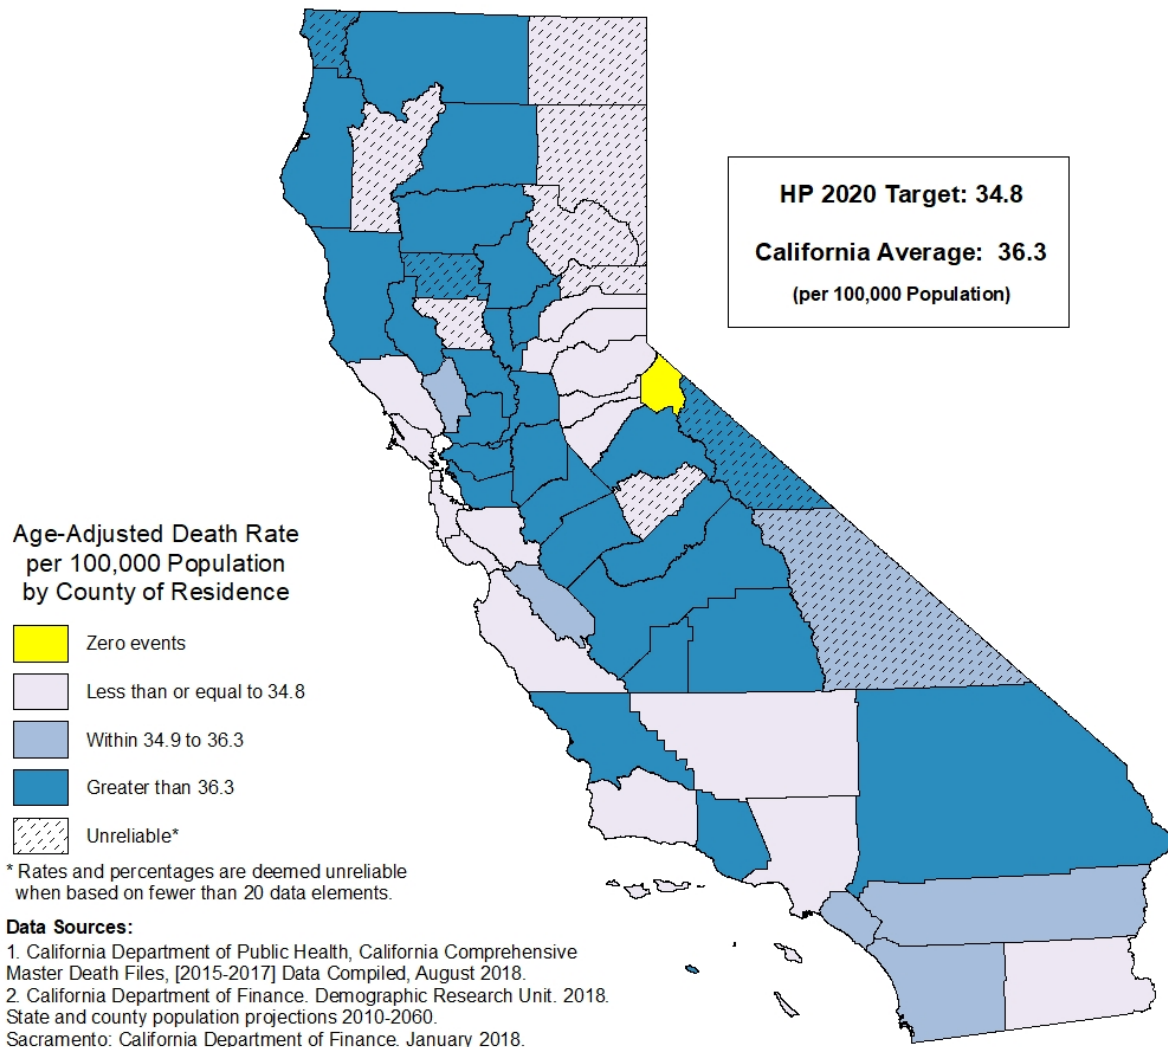 HP 2020 Target: 34.8
California Average:  36.3
(per 100,000 Population)
Age-Adjusted Death Rate
per 100,000 Population
by County of Residence
Zero events
Less than or equal to 34.8
Within 34.9 to 36.3
Greater than 36.3
Unreliable*
* Rates and percentages are deemed unreliable
when based on fewer than 20 data elements.
Data Sources:
1. California Department of Public Health, California Comprehensive
Master Death Files, [2015-2017] Data Compiled, August 2018.
2. California Department of Finance. Demographic Research Unit. 2018.
State and county population projections 2010-2060.
Sacramento: California Department of Finance. January 2018.